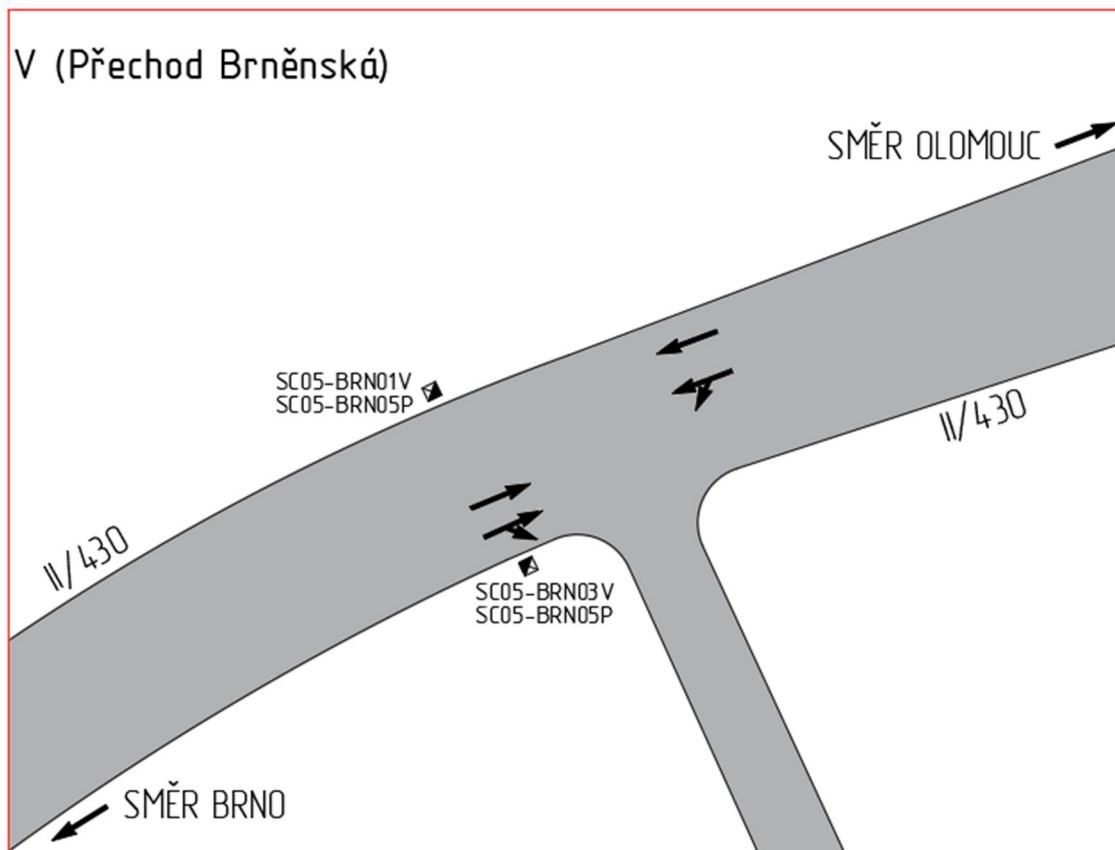 V (Přechod Brněnská)
SMĚR OLOMOUC
SC05-BRN01V
SC05-BRN05P
II/430
II/430
SC05-BRN03V
SC05-BRN05P
SMĚR BRNO